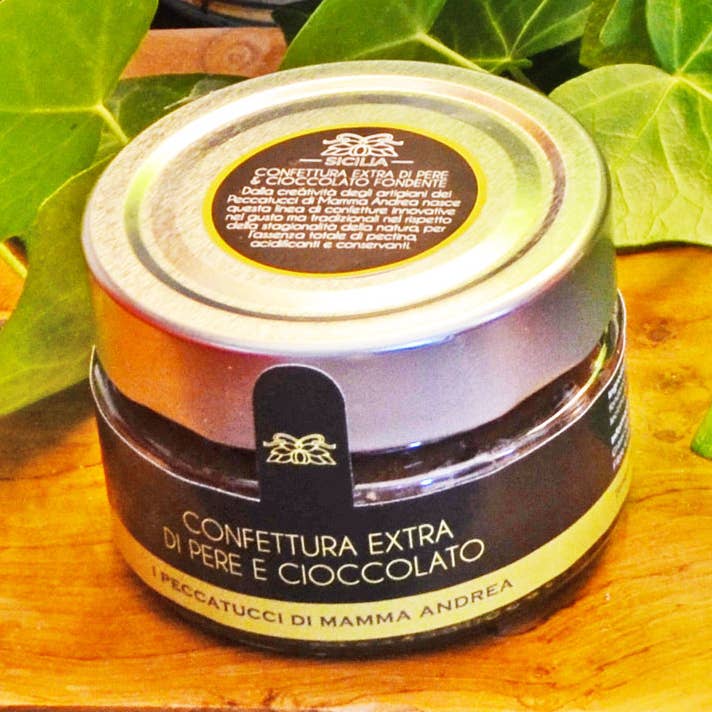 SICILIA
CONFETTURA EXTRA DI PERE
& CIOCCOLATO FONDENTE
Dalla creatività degli artigiani dei
Peccatucci di Mamma Andrea nasce
questa linea di confetture innovative
nel gusto ma tradizionali nel rispetto
della stagionalità della natura, per
l'assenza totale di pectina,
acidificanti e conservanti.
CONFETTURA EXTRA
DI PERE E CIOCCOLATO
I PECCATUCCI DI MAMMA ANDREA